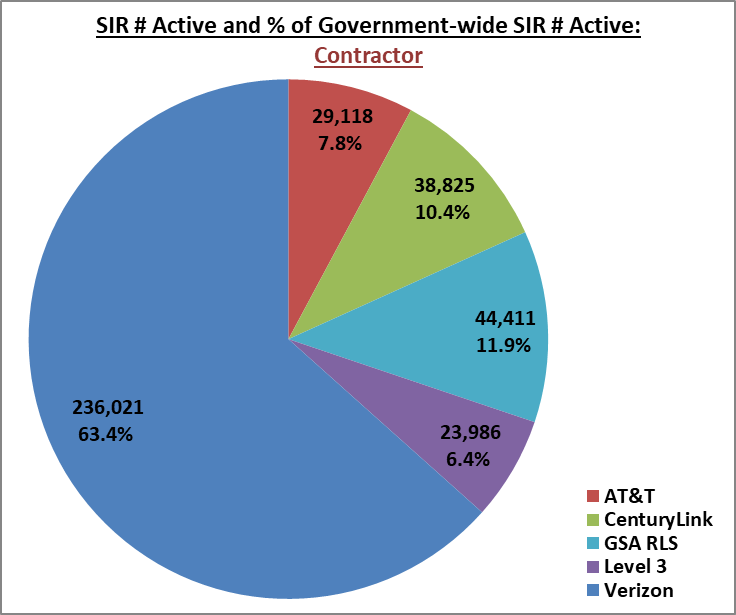 SIR # Active and % of Government-wide SIR # Active:
Contractor
29,118
7.8%
38,825
10.4%
44,411
11.9%
23,986
6.4%
236,021
63.4%
AT&T
CenturyLink
GSA RLS
Level 3
Verizon